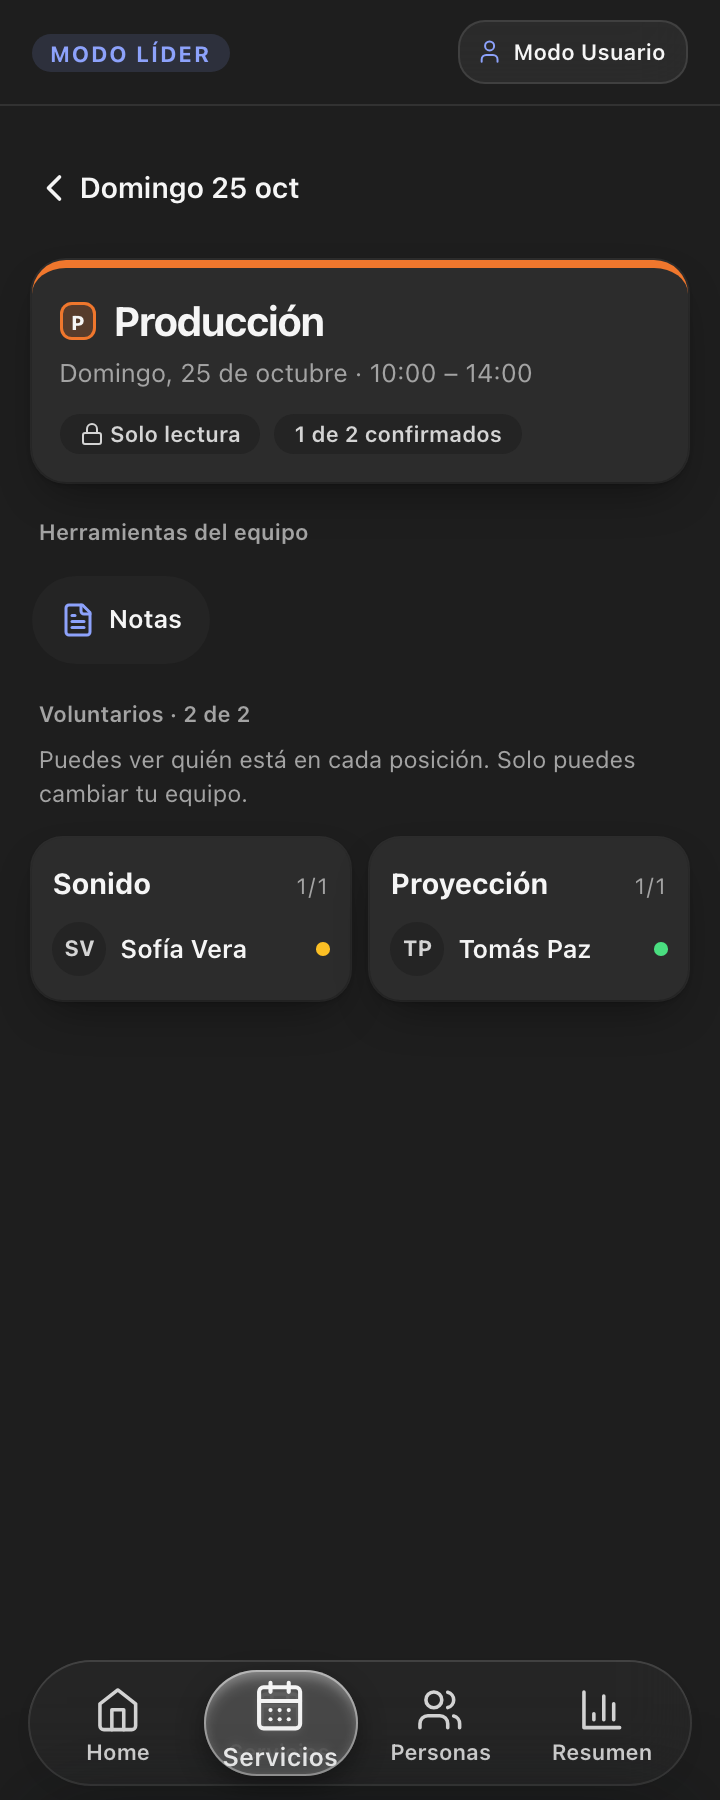 MODO LÍDER
Modo Usuario
Domingo 25 oct
P Producción
Domingo, 25 de octubre · 10:00 – 14:00
Solo lectura
1 de 2 confirmados
Herramientas del equipo
Notas
Voluntarios · 2 de 2
Puedes ver quién está en cada posición. Solo puedes
cambiar tu equipo.
Sonido 1/1
SV Sofía Vera
Proyección 1/1
TP Tomás Paz
Home
Servicios
Personas
Resumen